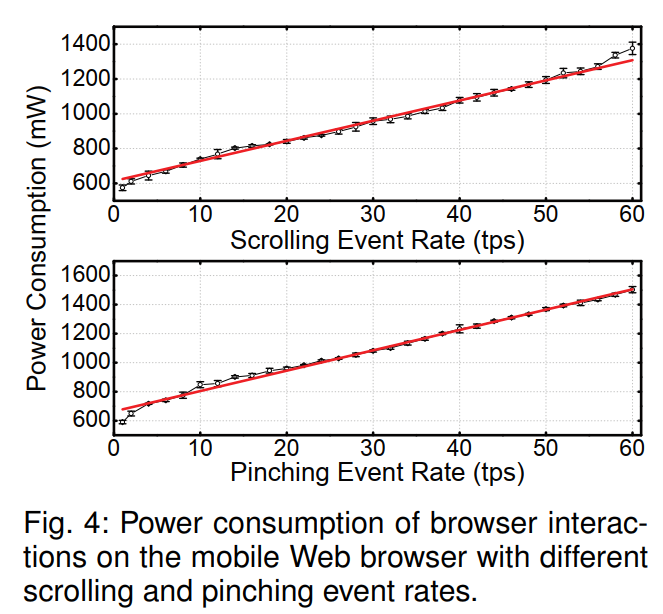 Power Consumption (mW)
1400
1200
1000
800
600
0 10 20 30 40 50 60
Scrolling Event Rate (tps)
1600
1400
1200
1000
800
600
0 10 20 30 40 50 60
Pinching Event Rate (tps)
Fig. 4: Power consumption of browser interac-
tions on the mobile Web browser with different
scrolling and pinching event rates.